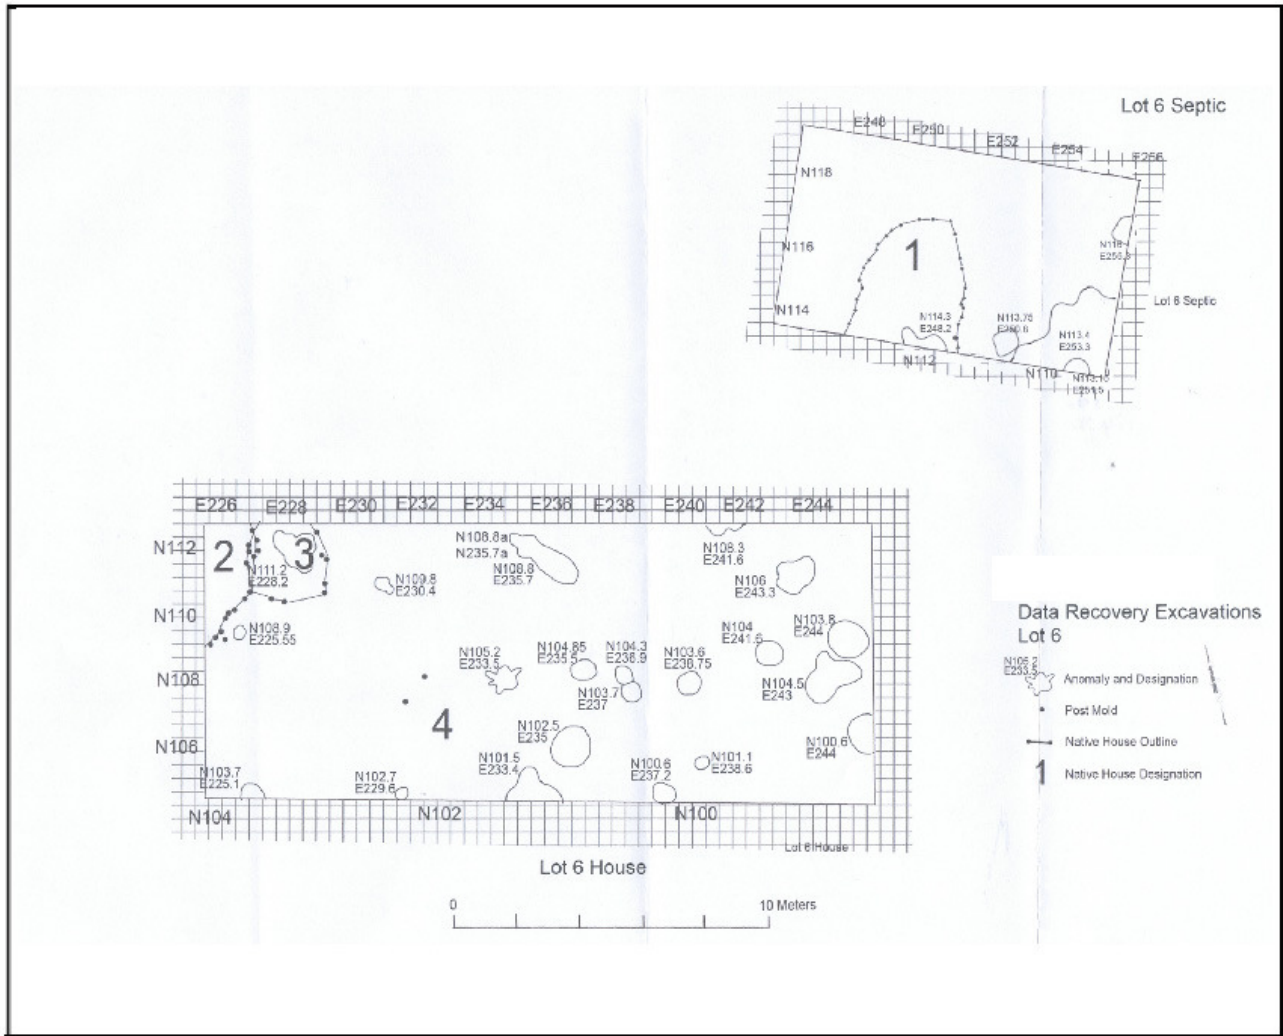 Lot 6 Septic
E248
E250
E252
E254
E256
N118
N116
N114
1
N114.3
E248.2
N113.75
N113.4
E253.3
N112
N110
Lot 6 Septic
E226
E228
E230
E232
E234
E236
E238
E240
E242
E244
N112
2
3
N111.2
E228.2
N109.8
E230.4
N108.8a
N235.7a
N108.8
E235.7
N108.3
E241.6
N106
E243.3
N110
N108.9
E225.55
N108
N105.2
E233.5
N104.85
E235.5
N104.3
E236.9
N103.7
E237
N103.6
E238.75
N104
E241.5
N103.8
E244
N104.5
E243
4
N106
N102.5
E235
N101.5
E233.4
N100.6
E237.2
N101.1
E238.6
N100.6
E244
N103.7
E225.1
N102.7
E229.6
N104
N102
N100
Lot 6 House
Lot 6 House
0
10 Meters
Data Recovery Excavations
Lot 6
N105.2
E233.5
Anomaly and Designation
Post Mold
Native House Outline
1
Native House Designation